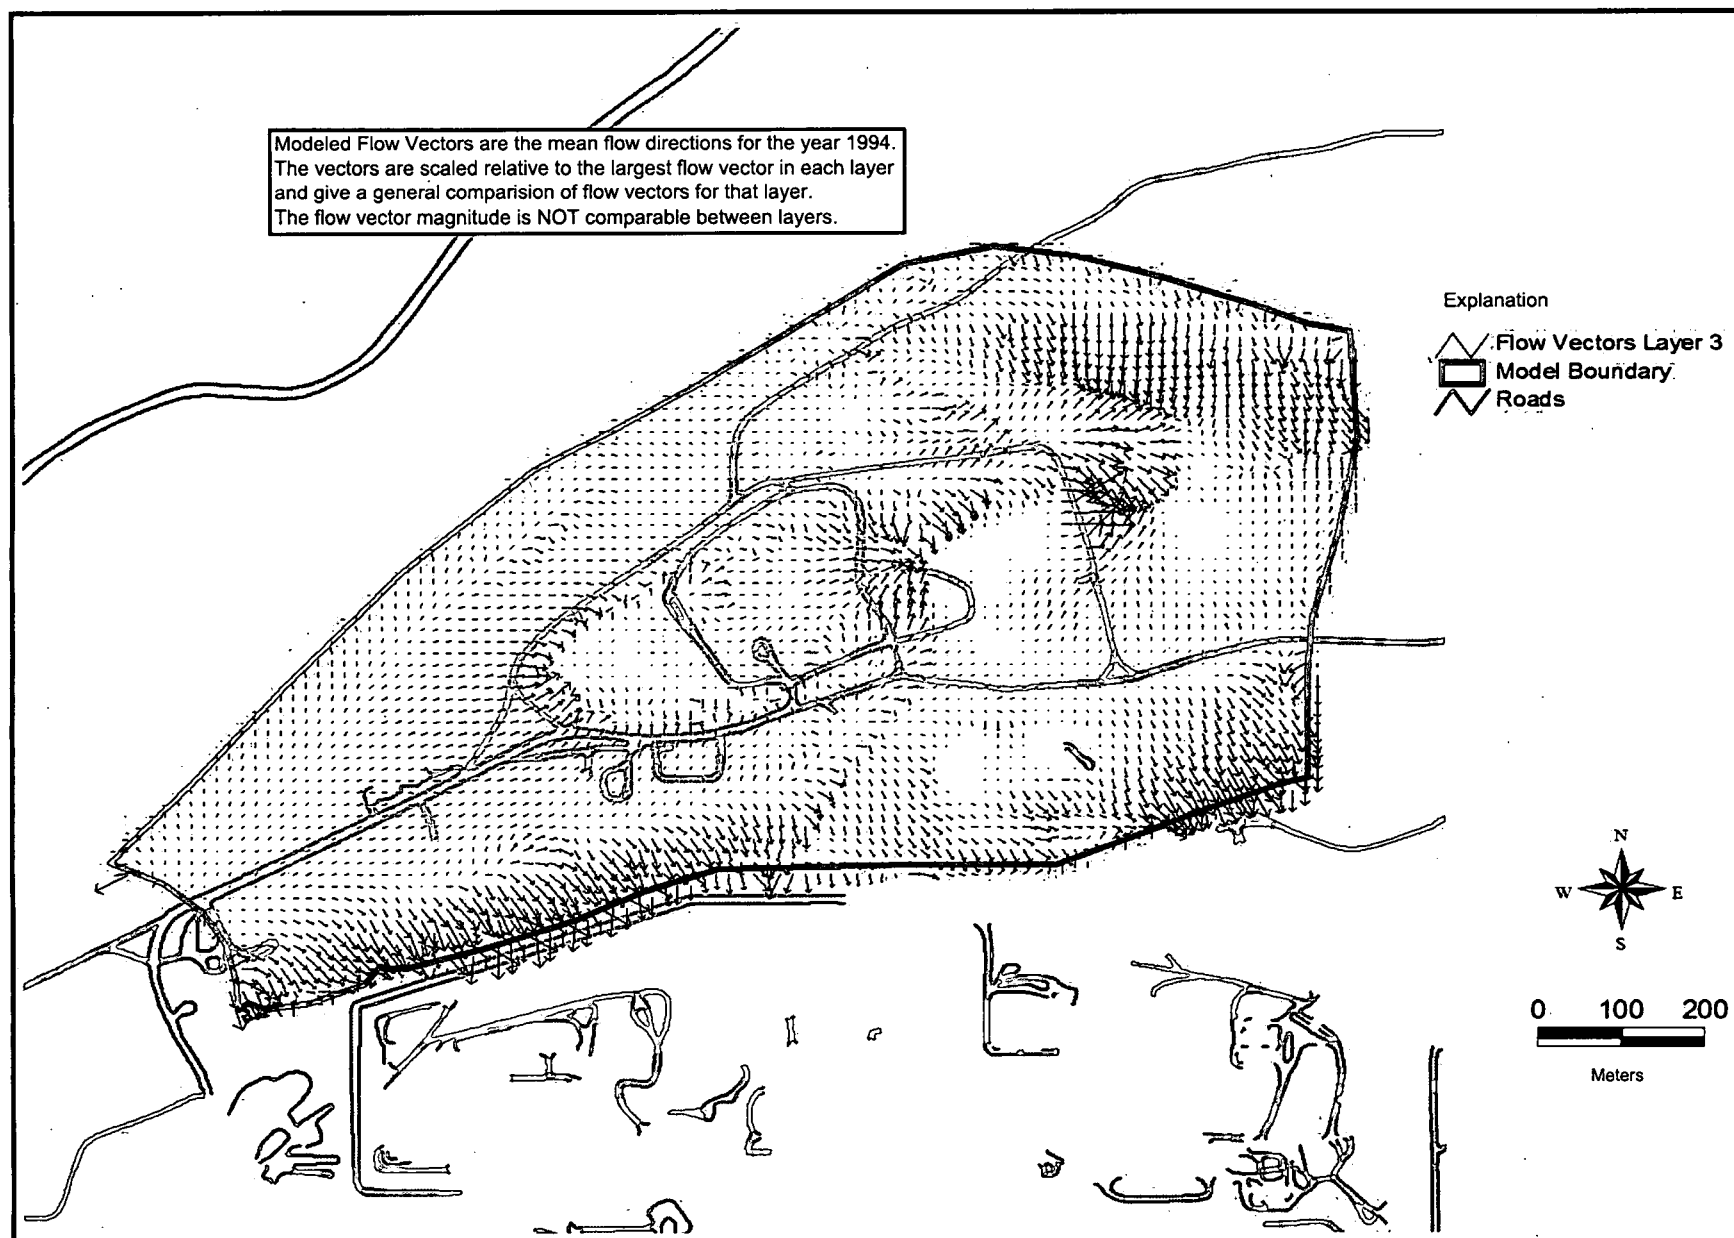 Modeled Flow Vectors are the mean flow directions for the year 1994.
The vectors are scaled relative to the largest flow vector in each layer
and give a general comparision of flow vectors for that layer.
The flow vector magnitude is NOT comparable between layers.
Explanation
Flow Vectors Layer 3
Model Boundary
Roads
N
W E
S
0 100 200
Meters